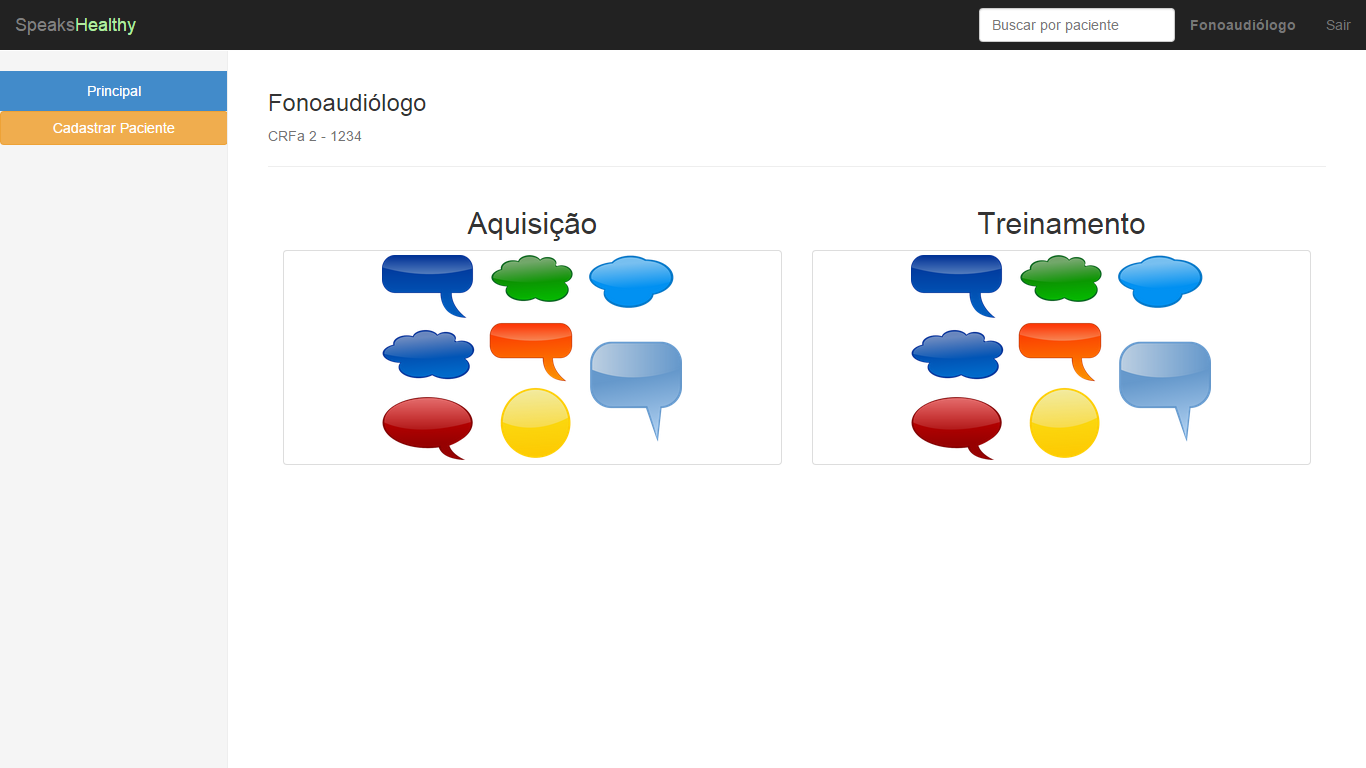 SpeaksHealthy
Buscar por paciente
Fonoaudiólogo
Sair
Principal
Cadastrar Paciente
Fonoaudiólogo
CRFa 2 - 1234
Aquisição
Treinamento